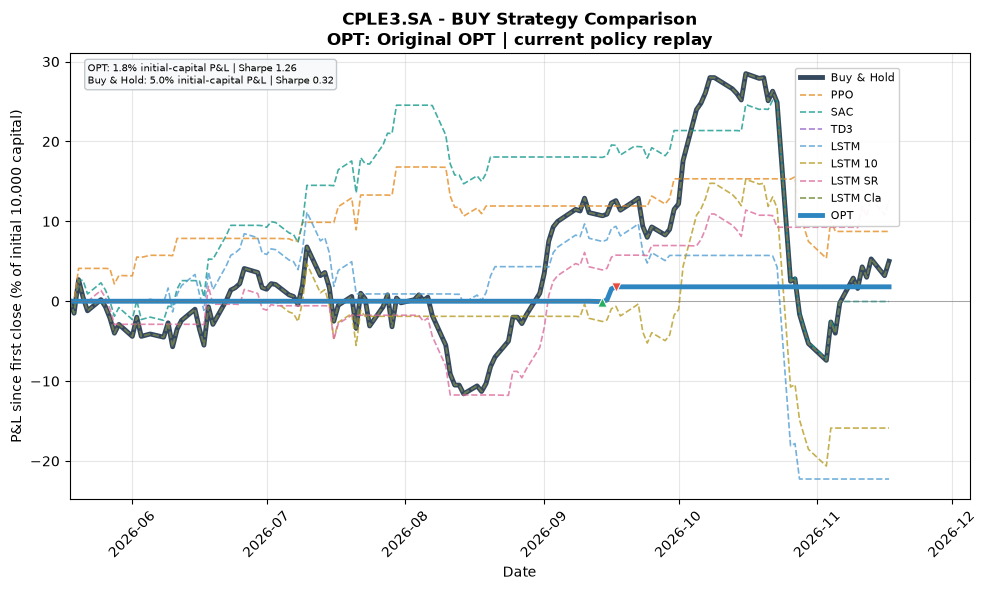 CPLE3.SA - BUY Strategy Comparison
OPT: Original OPT | current policy replay
OPT: 1.8% initial-capital P&L | Sharpe 1.26
Buy & Hold: 5.0% initial-capital P&L | Sharpe 0.32
Buy & Hold
PPO
SAC
TD3
LSTM
LSTM 10
LSTM SR
LSTM Cla
OPT
P&L since first close (% of initial 10,000 capital)
30
20
10
0
−10
−20
2026-06
2026-07
2026-08
2026-09
2026-10
2026-11
2026-12
Date